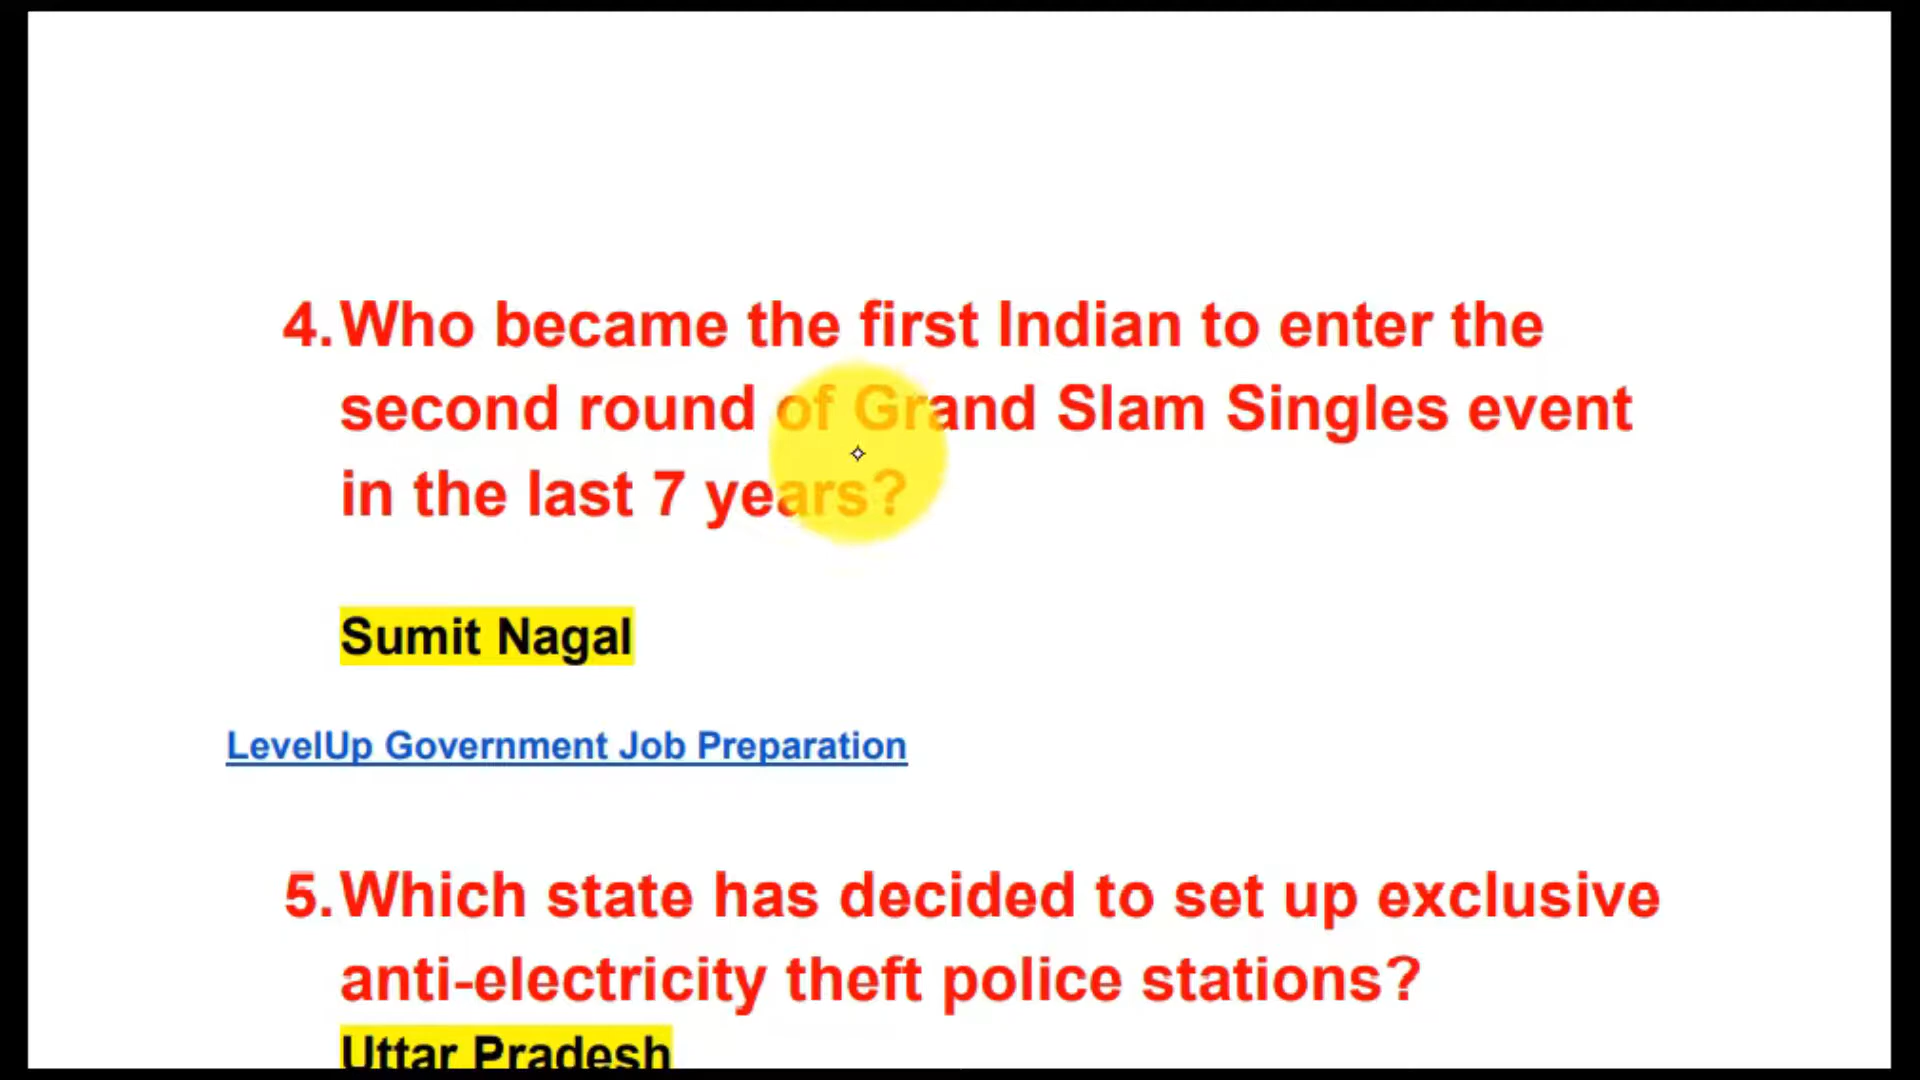 4. Who became the first Indian to enter the
second round of Grand Slam Singles event
in the last 7 years?
Sumit Nagal
LevelUp Government Job Preparation
5. Which state has decided to set up exclusive
anti-electricity theft police stations?
Uttar Pradesh